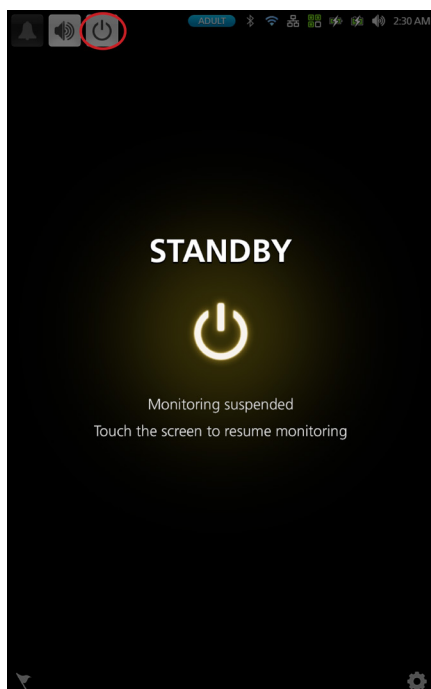 ADULT 2:30 AM
STANDBY
Monitoring suspended
Touch the screen to resume monitoring